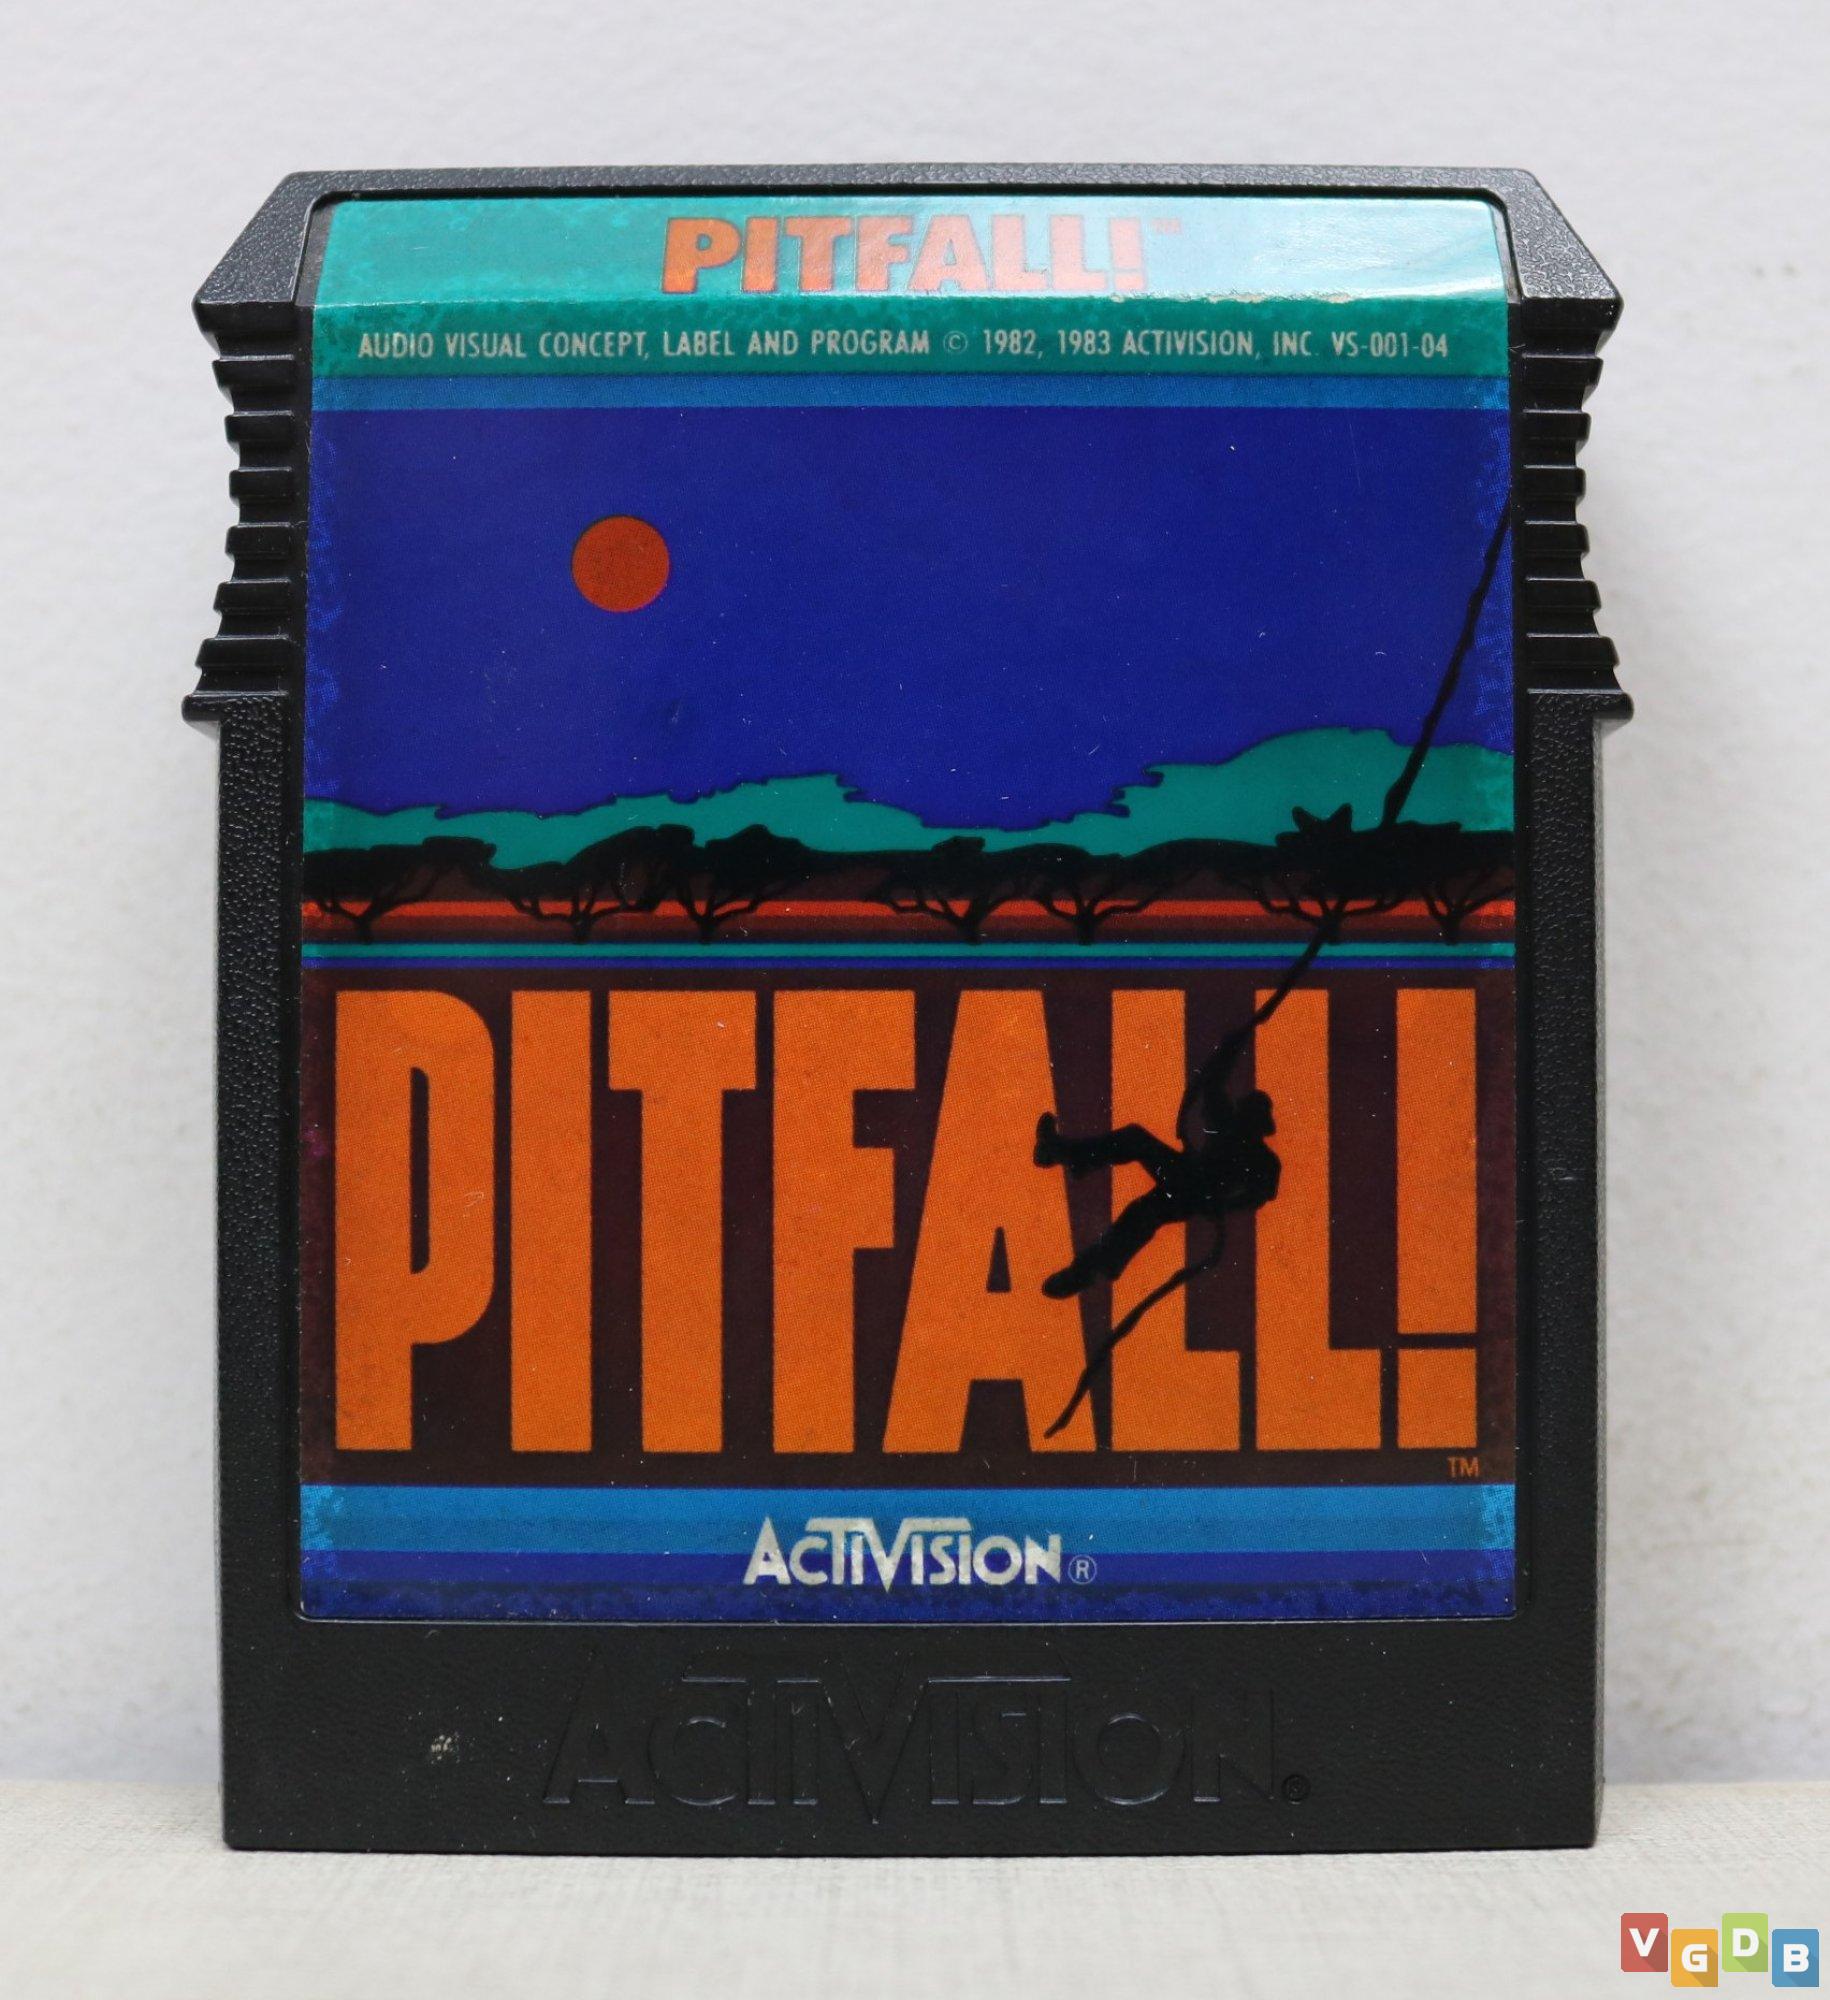 PITFALL!™
AUDIO VISUAL CONCEPT, LABEL AND PROGRAM © 1982, 1983 ACTIVISION, INC. VS-001-04
PITFALL!
TM
ACTIVISION®
ACTIVISION®
VGDB